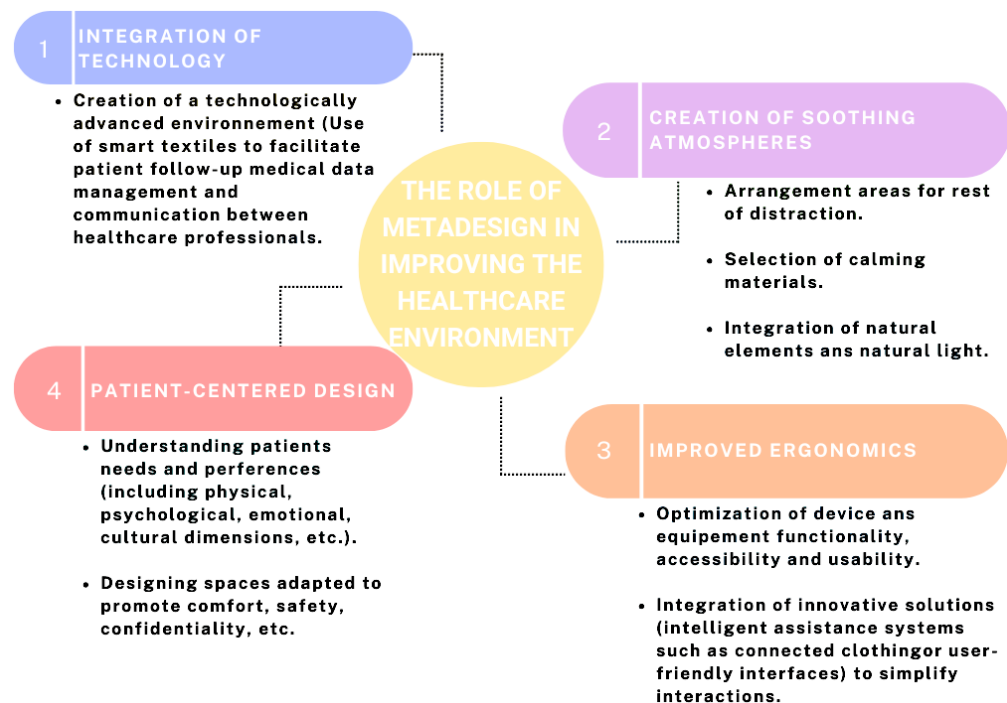 1
INTEGRATION OF
TECHNOLOGY
• Creation of a technologically
advanced environnement (Use
of smart textiles to facilitate
patient follow-up medical data
management and
communication between
healthcare professionals.
2
CREATION OF SOOTHING
ATMOSPHERES
• Arrangement areas for rest
of distraction.
• Selection of calming
materials.
• Integration of natural
elements ans natural light.
THE ROLE OF
METADESIGN IN
IMPROVING THE
HEALTHCARE
ENVIRONMENT
4
PATIENT-CENTERED DESIGN
• Understanding patients
needs and perferences
(including physical,
psychological, emotional,
cultural dimensions, etc.).
• Designing spaces adapted to
promote comfort, safety,
confidentiality, etc.
3
IMPROVED ERGONOMICS
• Optimization of device ans
equipement functionality,
accessibility and usability.
• Integration of innovative solutions
(intelligent assistance systems
such as connected clothingor user-
friendly interfaces) to simplify
interactions.